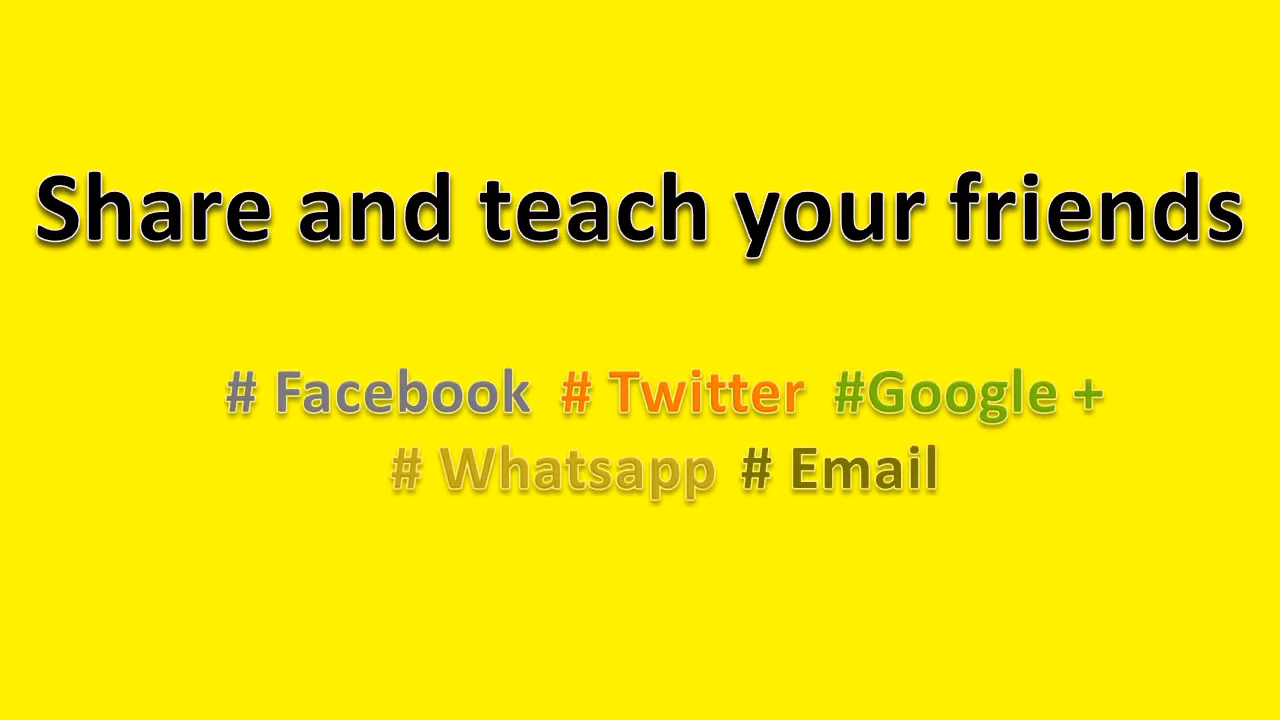 Share and teach your friends
# Facebook # Twitter #Google +
# Whatsapp # Email